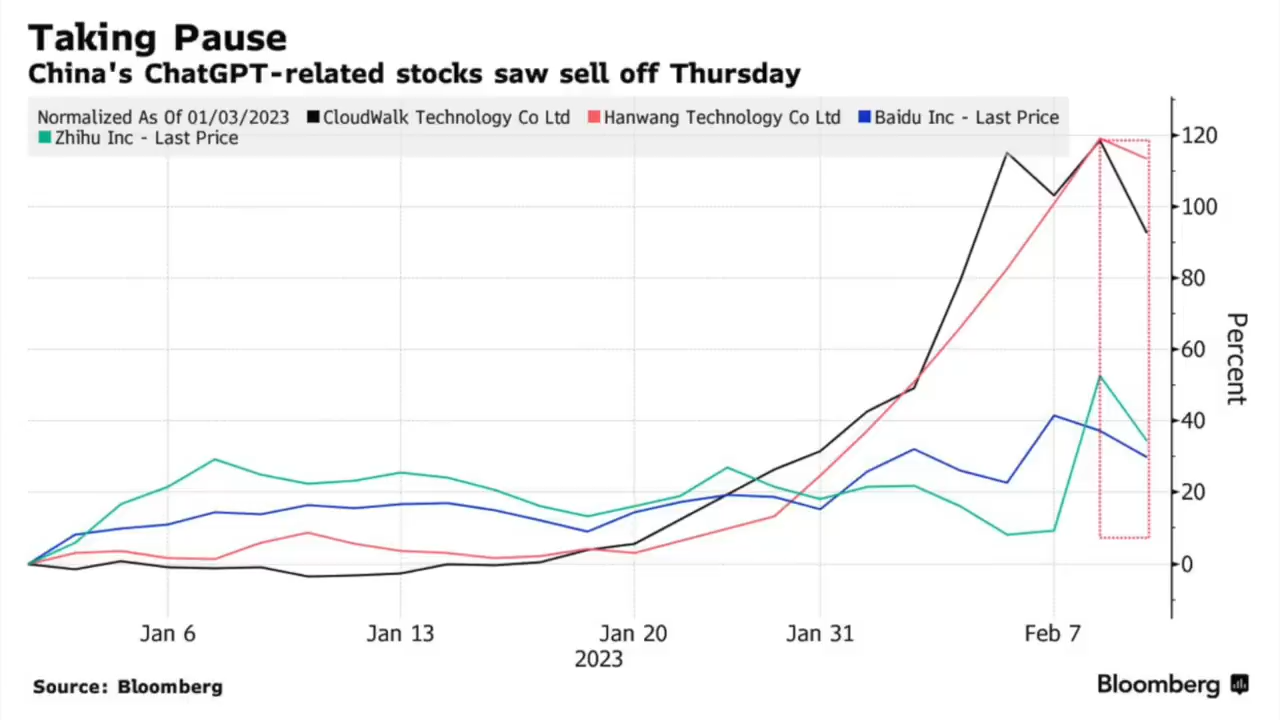 Taking Pause
China's ChatGPT-related stocks saw sell off Thursday
Normalized As Of 01/03/2023 CloudWalk Technology Co Ltd Hanwang Technology Co Ltd Baidu Inc - Last Price
Zhihu Inc - Last Price
120
100
80
60
40
20
0
Percent
Jan 6 Jan 13 Jan 20 Jan 31 Feb 7
2023
Source: Bloomberg
Bloomberg